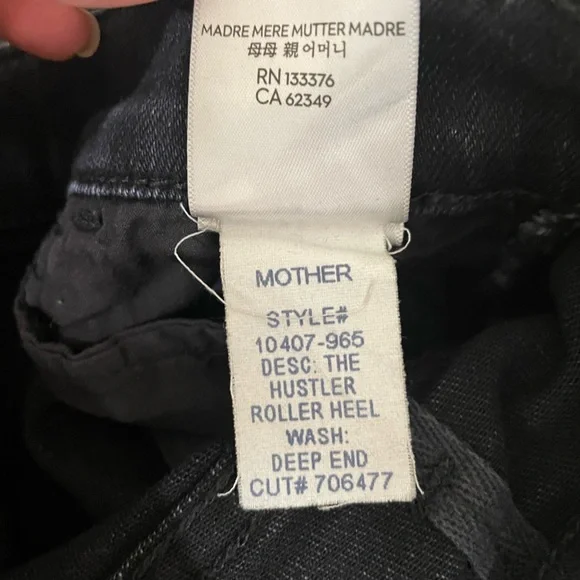 MADRE MERE MUTTER MADRE
母母 親 어머니
RN 133376
CA 62349
MOTHER
STYLE#
10407-965
DESC: THE
HUSTLER
ROLLER HEEL
WASH:
DEEP END
CUT# 706477